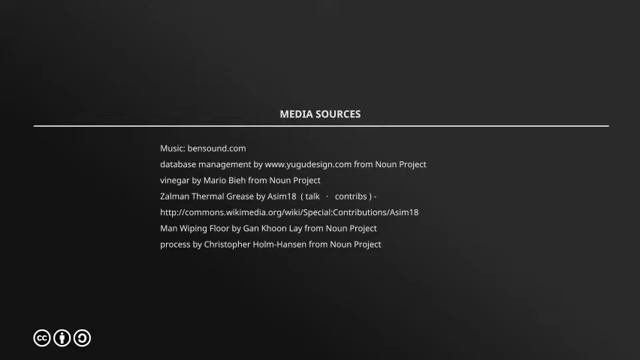 MEDIA SOURCES
Music: bensound.com
database management by www.yugudesign.com from Noun Project
vinegar by Mario Bieh from Noun Project
Zalman Thermal Grease by Asim18 ( talk · contribs ) -
http://commons.wikimedia.org/wiki/Special:Contributions/Asim18
Man Wiping Floor by Gan Khoon Lay from Noun Project
process by Christopher Holm-Hansen from Noun Project
cc